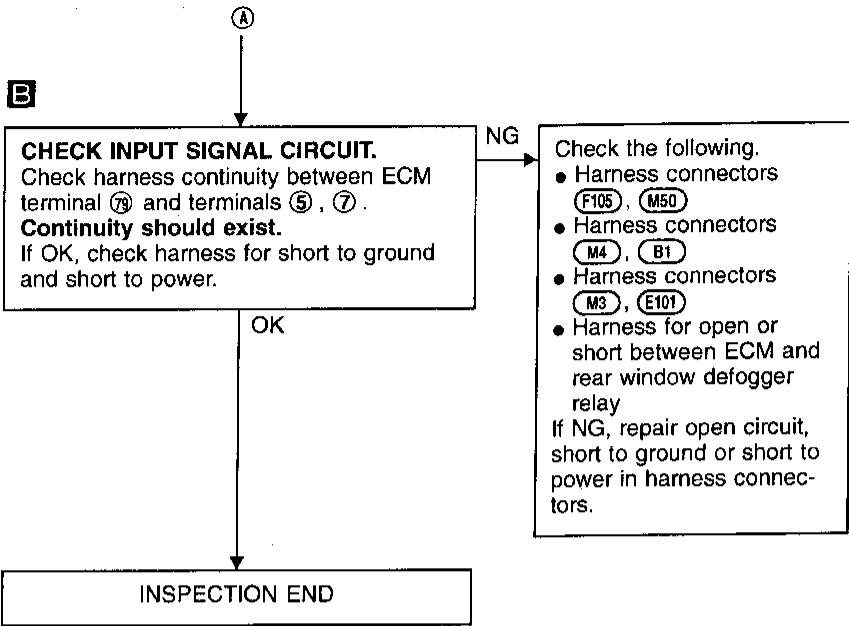 Ⓐ
B
CHECK INPUT SIGNAL CIRCUIT.
Check harness continuity between ECM
terminal 79 and terminals ⑤ , ⑦ .
Continuity should exist.
If OK, check harness for short to ground
and short to power.
NG
Check the following.
● Harness connectors
F105 , M50
● Harness connectors
M4 , B1
● Harness connectors
M3 , E101
● Harness for open or
short between ECM and
rear window defogger
relay
If NG, repair open circuit,
short to ground or short to
power in harness connec-
tors.
OK
INSPECTION END